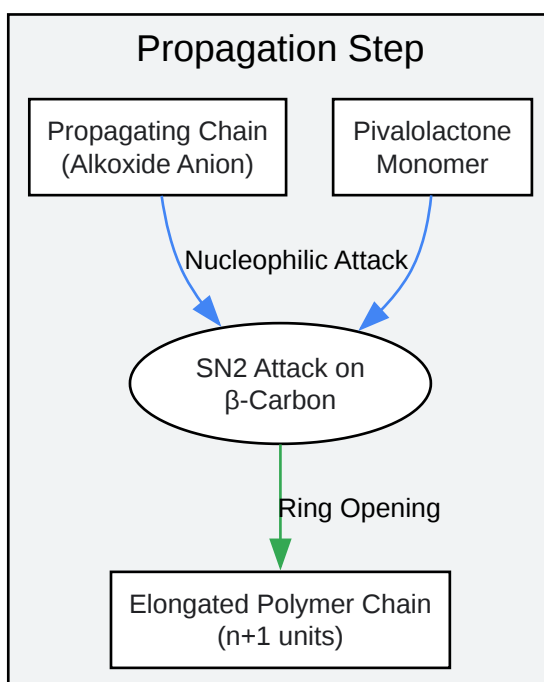 Propagation Step
Propagating Chain
(Alkoxide Anion)
Pivalolactone
Monomer
Nucleophilic Attack
SN2 Attack on
β-Carbon
Ring Opening
Elongated Polymer Chain
(n+1 units)